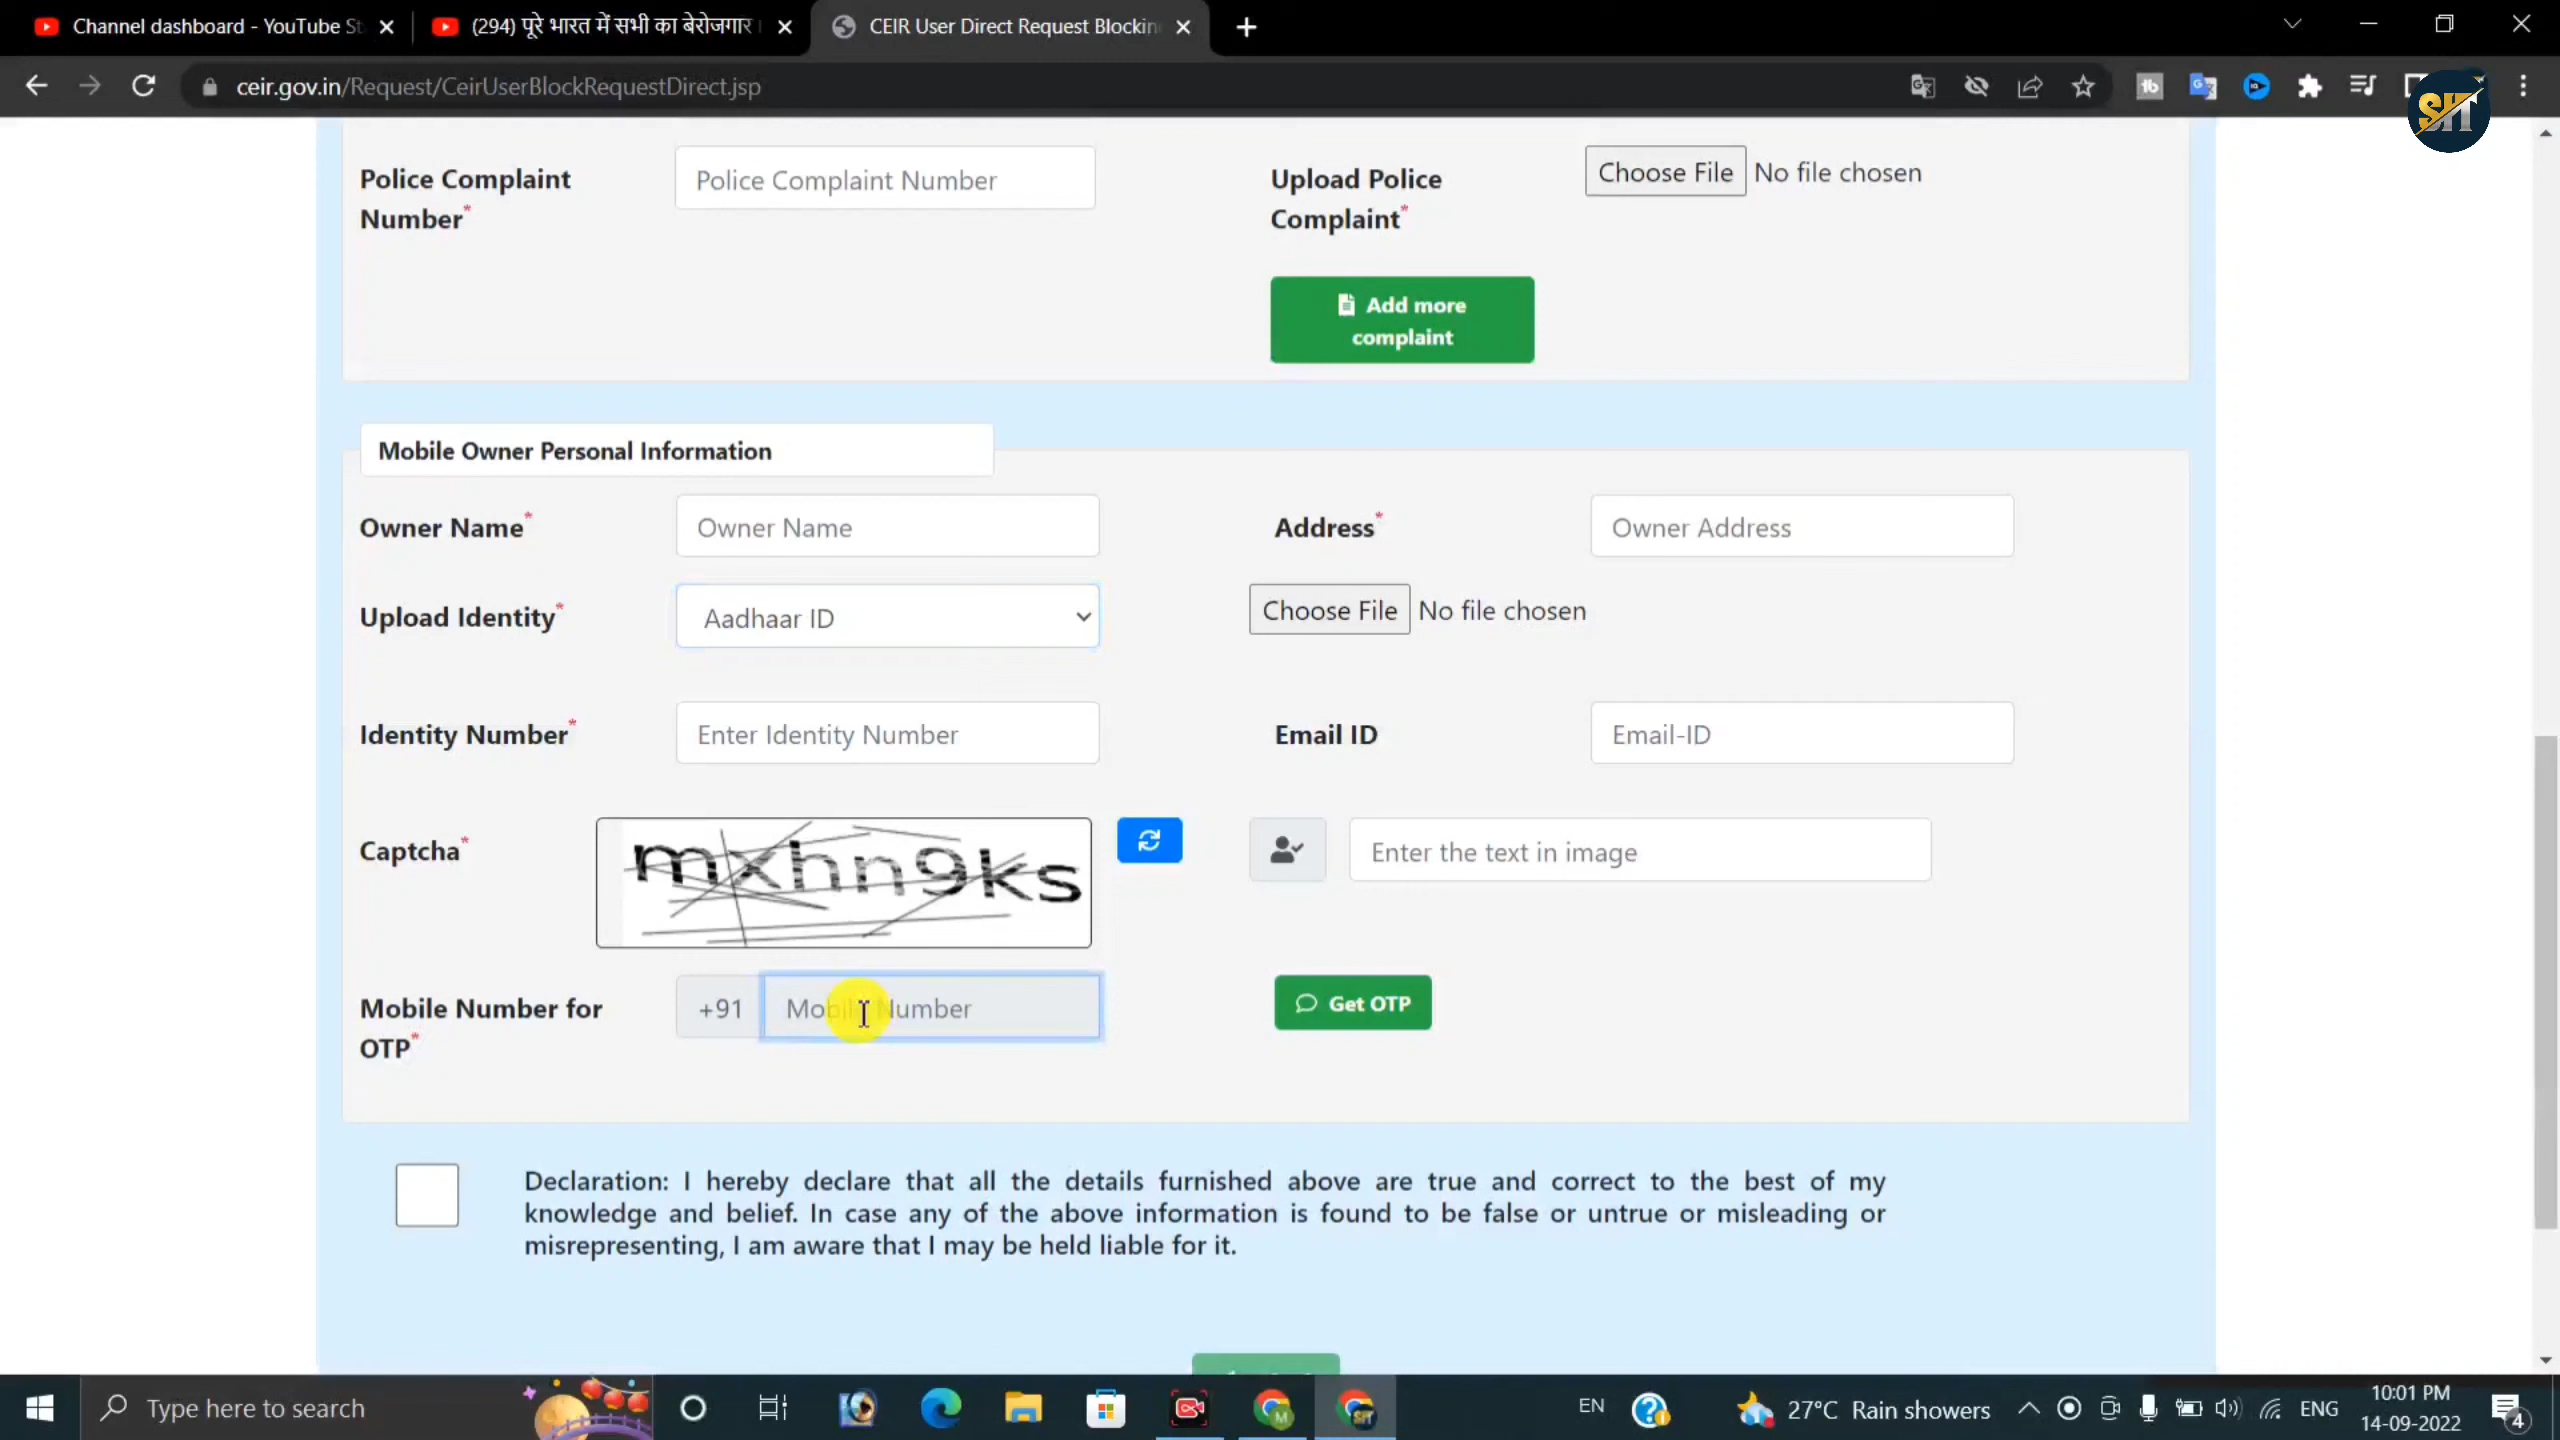 Channel dashboard - YouTube St
(294) पूरे भारत में सभी का बेरोजगार
CEIR User Direct Request Blockin
ceir.gov.in/Request/CeirUserBlockRequestDirect.jsp
SHT
Police Complaint Number*
Police Complaint Number
Upload Police Complaint*
Choose File No file chosen
Add more complaint
Mobile Owner Personal Information
Owner Name*
Owner Name
Address*
Owner Address
Upload Identity*
Aadhaar ID
Choose File No file chosen
Identity Number*
Enter Identity Number
Email ID
Email-ID
Captcha*
mxhn9ks
Enter the text in image
Mobile Number for OTP*
+91
Mobile Number
Get OTP
Declaration: I hereby declare that all the details furnished above are true and correct to the best of my
knowledge and belief. In case any of the above information is found to be false or untrue or misleading or
misrepresenting, I am aware that I may be held liable for it.
Type here to search
EN
27°C Rain showers
ENG
10:01 PM
14-09-2022
4